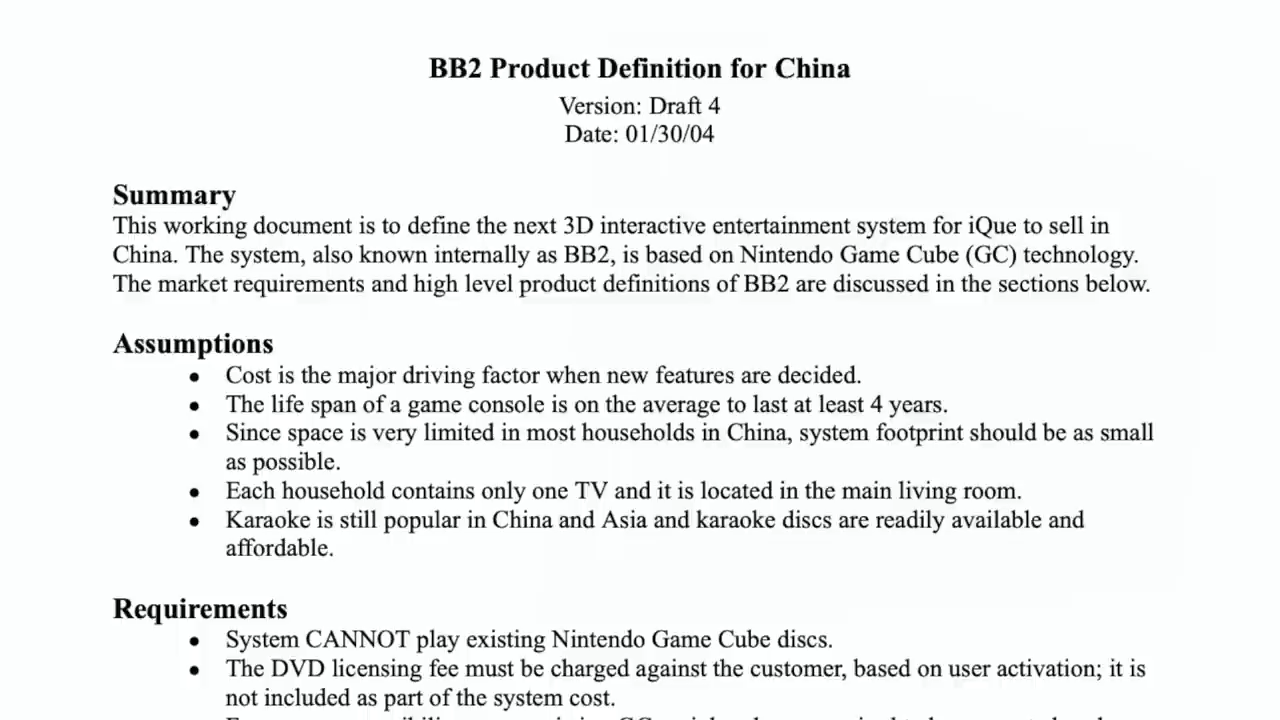 BB2 Product Definition for China
Version: Draft 4
Date: 01/30/04
Summary
This working document is to define the next 3D interactive entertainment system for iQue to sell in
China. The system, also known internally as BB2, is based on Nintendo Game Cube (GC) technology.
The market requirements and high level product definitions of BB2 are discussed in the sections below.
Assumptions
• Cost is the major driving factor when new features are decided.
• The life span of a game console is on the average to last at least 4 years.
• Since space is very limited in most households in China, system footprint should be as small
as possible.
• Each household contains only one TV and it is located in the main living room.
• Karaoke is still popular in China and Asia and karaoke discs are readily available and
affordable.
Requirements
• System CANNOT play existing Nintendo Game Cube discs.
• The DVD licensing fee must be charged against the customer, based on user activation; it is
not included as part of the system cost.